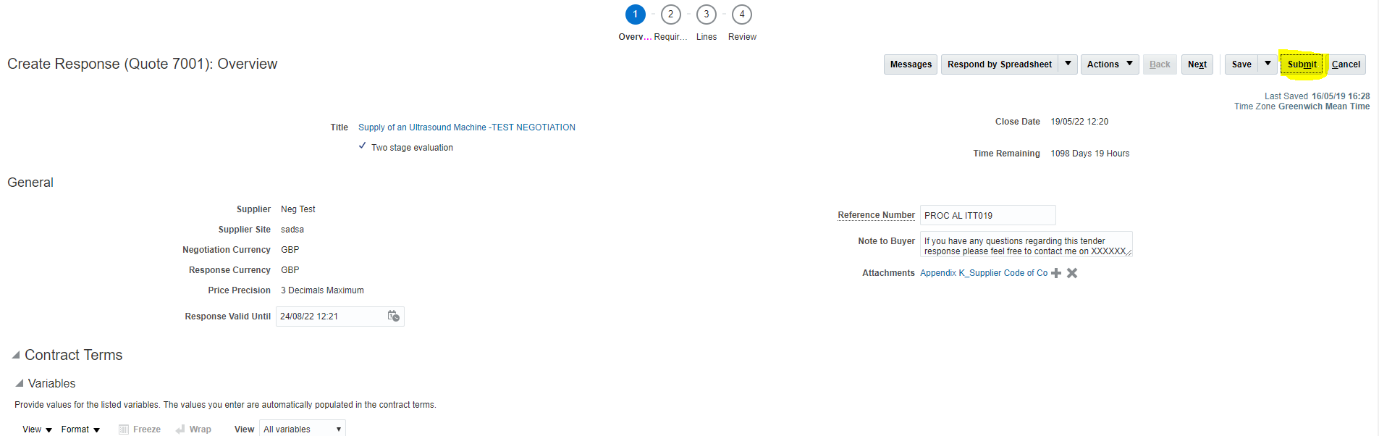 1 2 3 4
Overv... Requir... Lines Review
Create Response (Quote 7001): Overview
Messages Respond by Spreadsheet Actions Back Next Save Submit Cancel
Last Saved 16/05/19 16:28
Time Zone Greenwich Mean Time
Title Supply of an Ultrasound Machine -TEST NEGOTIATION
Close Date 19/05/22 12:20
Two stage evaluation
Time Remaining 1098 Days 19 Hours
General
Supplier Neg Test
Supplier Site sadsa
Negotiation Currency GBP
Response Currency GBP
Price Precision 3 Decimals Maximum
Response Valid Until 24/08/22 12:21
Reference Number PROC AL ITT019
Note to Buyer If you have any questions regarding this tender
response please feel free to contact me on XXXXXX
Attachments Appendix K_Supplier Code of Co
Contract Terms
Variables
Provide values for the listed variables. The values you enter are automatically populated in the contract terms.
View Format Freeze Wrap View All variables